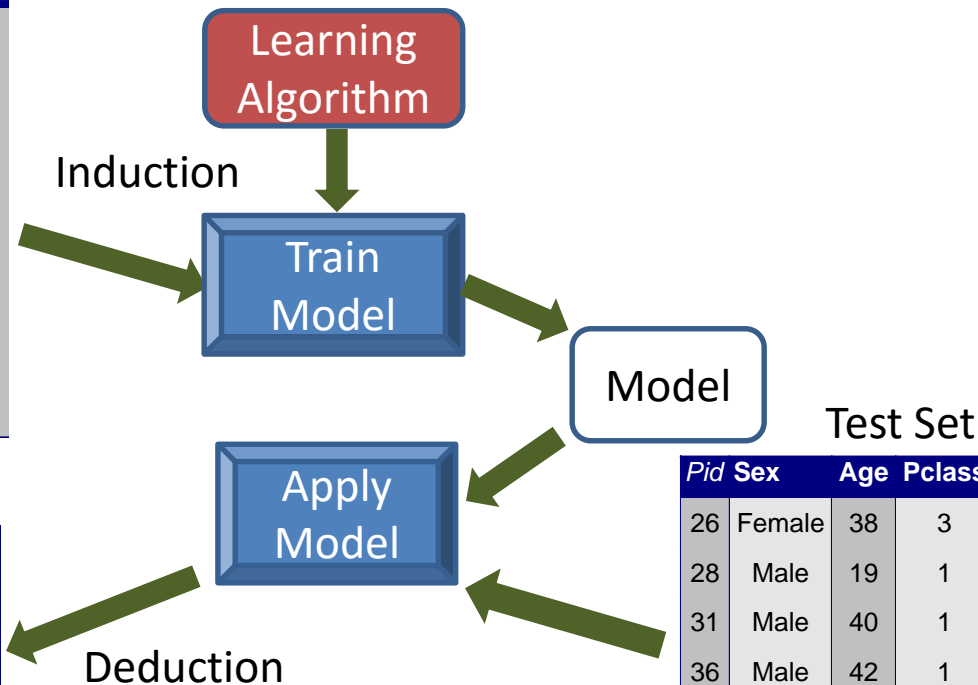 Learning
Algorithm
Induction
Train
Model
Model
Test Set
Apply
Model
Pid Sex Age Pclass
26 Female 38 3
28 Male 19 1
31 Male 40 1
36 Male 42 1
Deduction